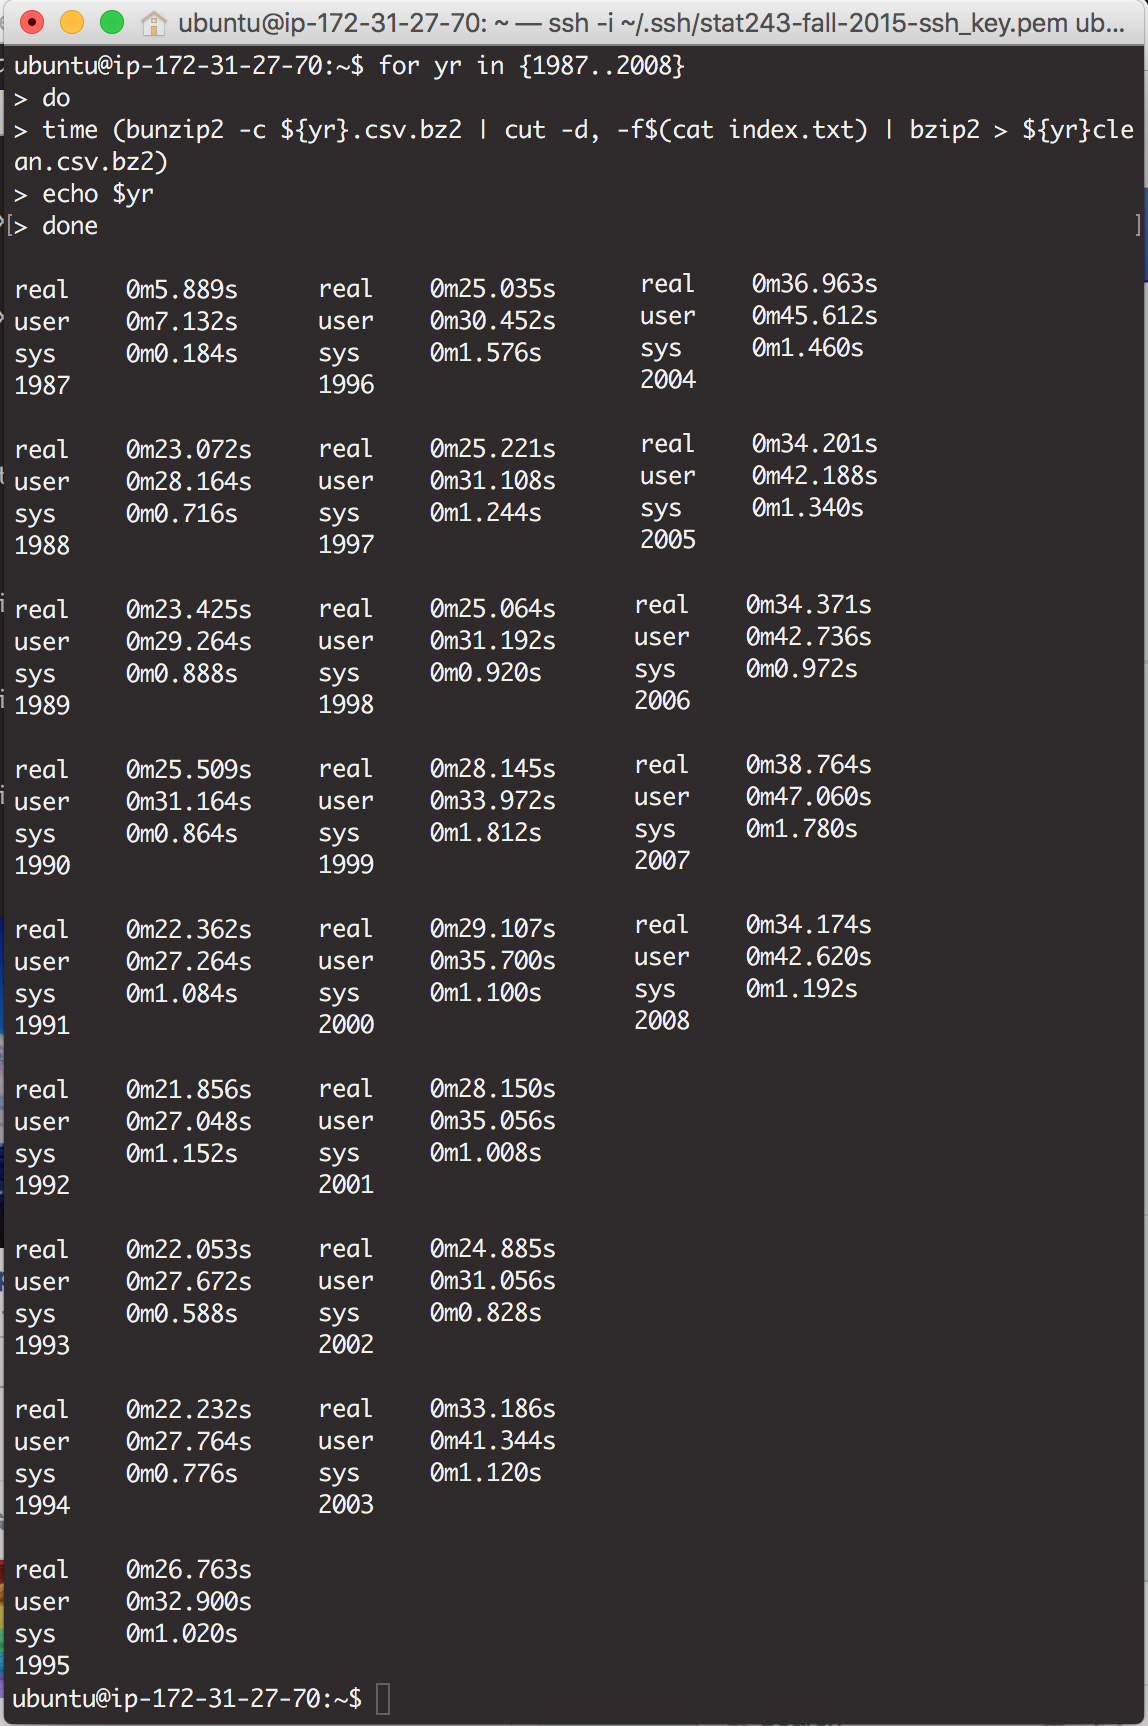 ubuntu@ip-172-31-27-70: ~ — ssh -i ~/.ssh/stat243-fall-2015-ssh_key.pem ub...
ubuntu@ip-172-31-27-70:~$ for yr in {1987..2008}
> do
> time (bunzip2 -c ${yr}.csv.bz2 | cut -d, -f$(cat index.txt) | bzip2 > ${yr}cle
an.csv.bz2)
> echo $yr
[> done ]
real 0m5.889s
user 0m7.132s
sys 0m0.184s
1987
real 0m23.072s
user 0m28.164s
sys 0m0.716s
1988
real 0m23.425s
user 0m29.264s
sys 0m0.888s
1989
real 0m25.509s
user 0m31.164s
sys 0m0.864s
1990
real 0m22.362s
user 0m27.264s
sys 0m1.084s
1991
real 0m21.856s
user 0m27.048s
sys 0m1.152s
1992
real 0m22.053s
user 0m27.672s
sys 0m0.588s
1993
real 0m22.232s
user 0m27.764s
sys 0m0.776s
1994
real 0m26.763s
user 0m32.900s
sys 0m1.020s
1995
real 0m25.035s
user 0m30.452s
sys 0m1.576s
1996
real 0m25.221s
user 0m31.108s
sys 0m1.244s
1997
real 0m25.064s
user 0m31.192s
sys 0m0.920s
1998
real 0m28.145s
user 0m33.972s
sys 0m1.812s
1999
real 0m29.107s
user 0m35.700s
sys 0m1.100s
2000
real 0m28.150s
user 0m35.056s
sys 0m1.008s
2001
real 0m24.885s
user 0m31.056s
sys 0m0.828s
2002
real 0m33.186s
user 0m41.344s
sys 0m1.120s
2003
real 0m36.963s
user 0m45.612s
sys 0m1.460s
2004
real 0m34.201s
user 0m42.188s
sys 0m1.340s
2005
real 0m34.371s
user 0m42.736s
sys 0m0.972s
2006
real 0m38.764s
user 0m47.060s
sys 0m1.780s
2007
real 0m34.174s
user 0m42.620s
sys 0m1.192s
2008
ubuntu@ip-172-31-27-70:~$